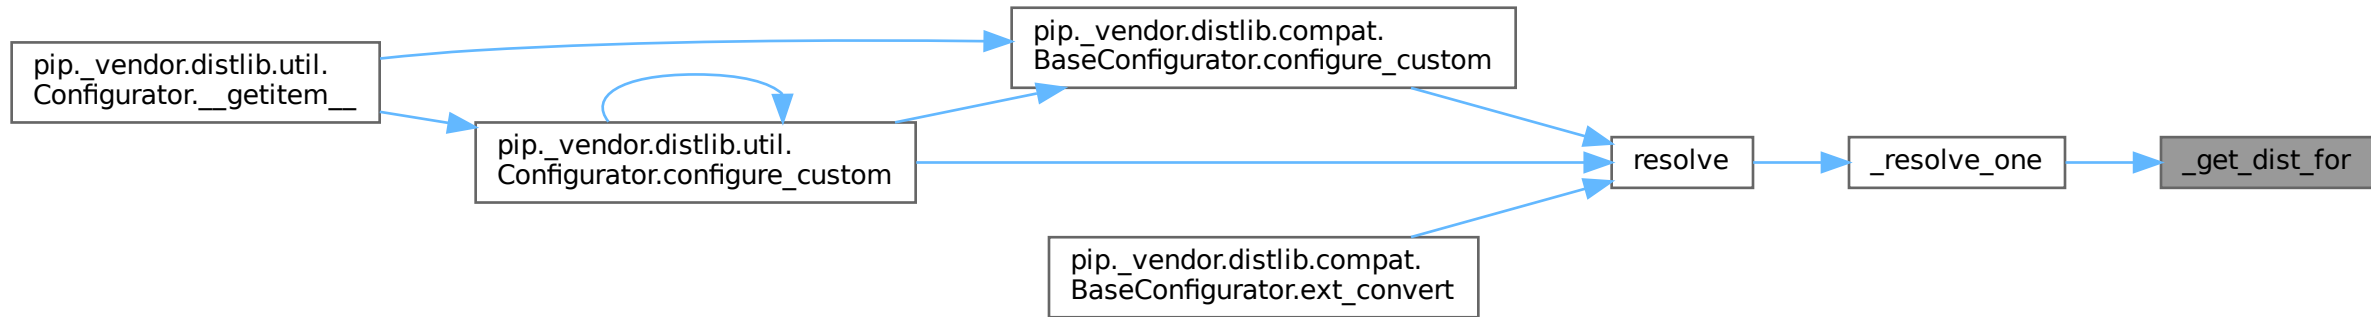 pip._vendor.distlib.util.
Configurator.__getitem__
pip._vendor.distlib.util.
Configurator.configure_custom
pip._vendor.distlib.compat.
BaseConfigurator.configure_custom
pip._vendor.distlib.compat.
BaseConfigurator.ext_convert
resolve
_resolve_one
_get_dist_for